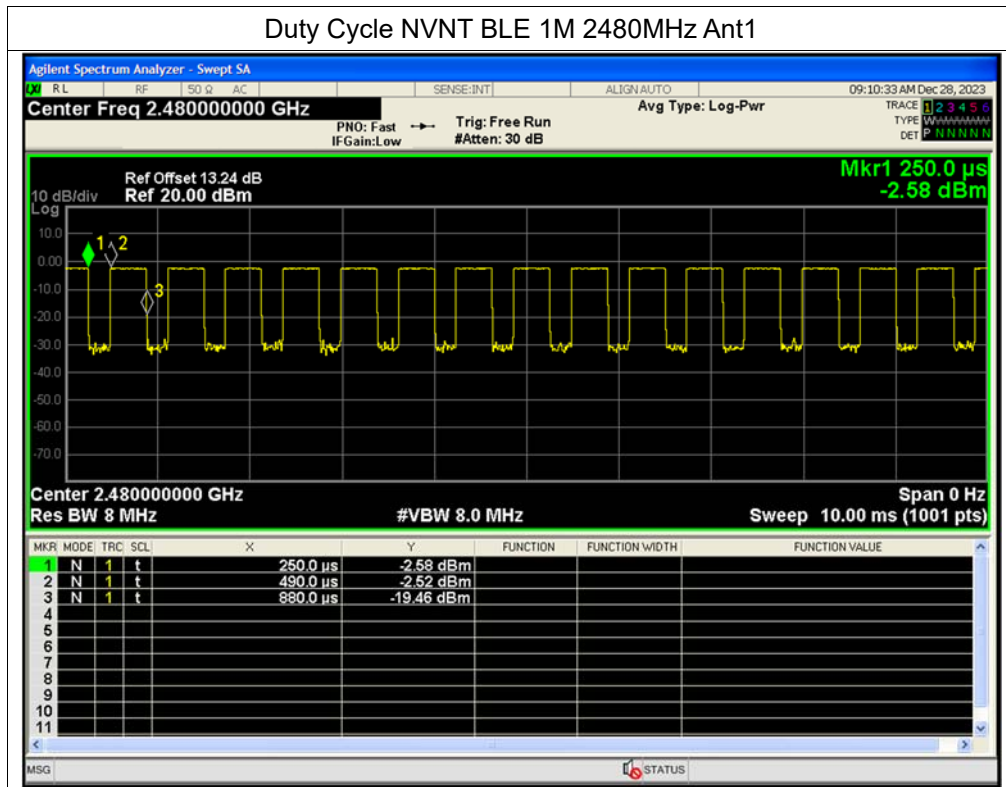 Duty Cycle NVNT BLE 1M 2480MHz Ant1
Agilent Spectrum Analyzer - Swept SA
LXI RL RF 50 Ω AC SENSE:INT ALIGN AUTO 09:10:33 AM Dec 28, 2023
Center Freq 2.480000000 GHz Avg Type: Log-Pwr TRACE 1 2 3 4 5 6
PNO: Fast Trig: Free Run TYPE W
IFGain:Low #Atten: 30 dB DET P N N N N N
Mkr1 250.0 µs
Ref Offset 13.24 dB
10 dB/div Ref 20.00 dBm -2.58 dBm
Log
10.0
0.00
-10.0
-20.0
-30.0
-40.0
-50.0
-60.0
-70.0
1 2
3
Center 2.480000000 GHz Span 0 Hz
Res BW 8 MHz #VBW 8.0 MHz Sweep 10.00 ms (1001 pts)
MKR MODE TRC SCL X Y FUNCTION FUNCTION WIDTH FUNCTION VALUE
1 N 1 t 250.0 µs -2.58 dBm
2 N 1 t 490.0 µs -2.52 dBm
3 N 1 t 880.0 µs -19.46 dBm
4
5
6
7
8
9
10
11
MSG STATUS